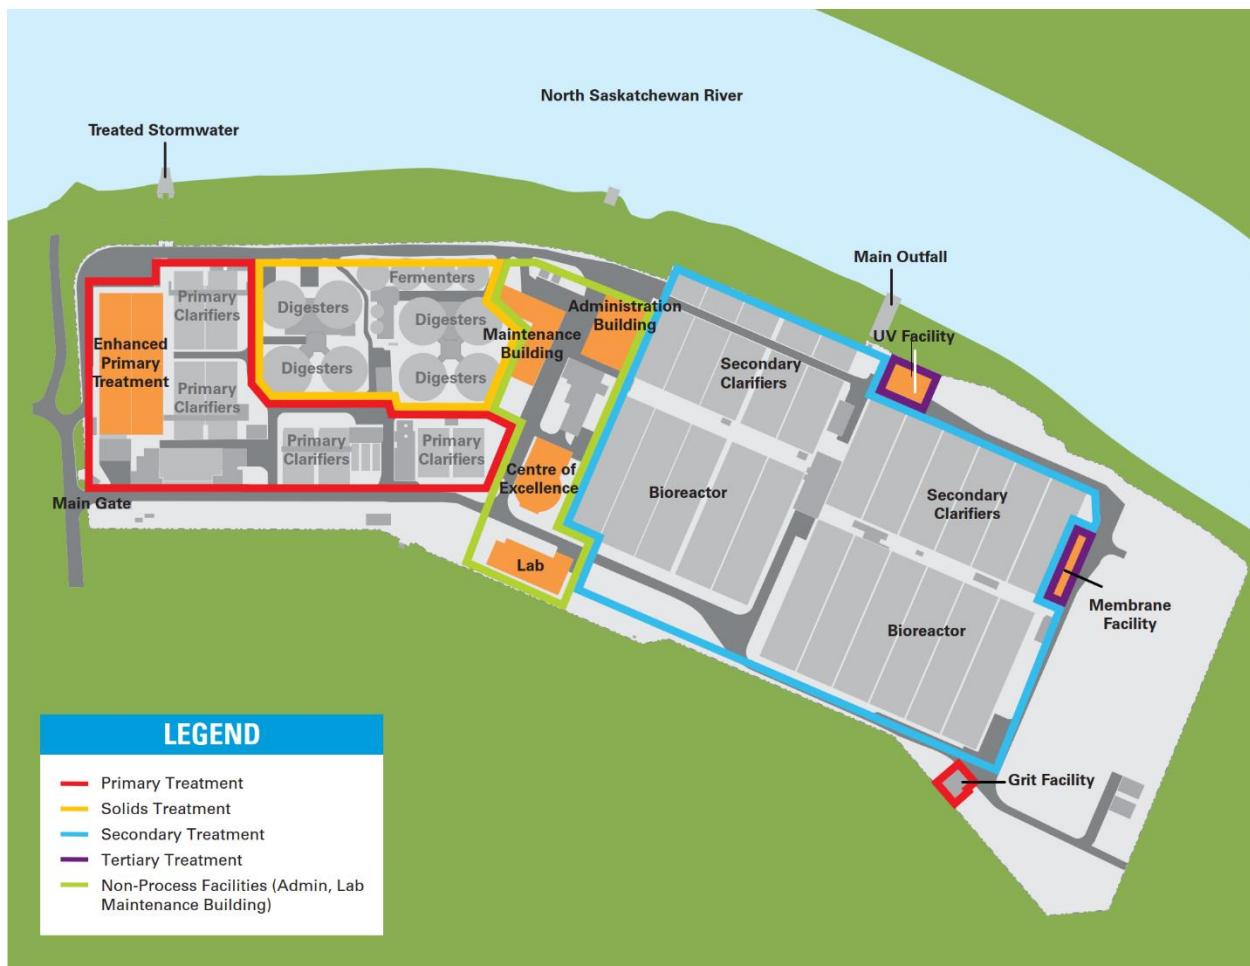 North Saskatchewan River
Treated Stormwater
Main Outfall
UV Facility
Fermenters
Primary
Clarifiers
Digesters
Digesters
Administration
Building
Maintenance
Building
Enhanced
Primary
Treatment
Digesters
Digesters
Primary
Clarifiers
Secondary
Clarifiers
Primary
Clarifiers
Primary
Clarifiers
Centre of
Excellence
Main Gate
Bioreactor
Secondary
Clarifiers
Lab
Membrane
Facility
Bioreactor
Grit Facility
LEGEND
Primary Treatment
Solids Treatment
Secondary Treatment
Tertiary Treatment
Non-Process Facilities (Admin, Lab
Maintenance Building)